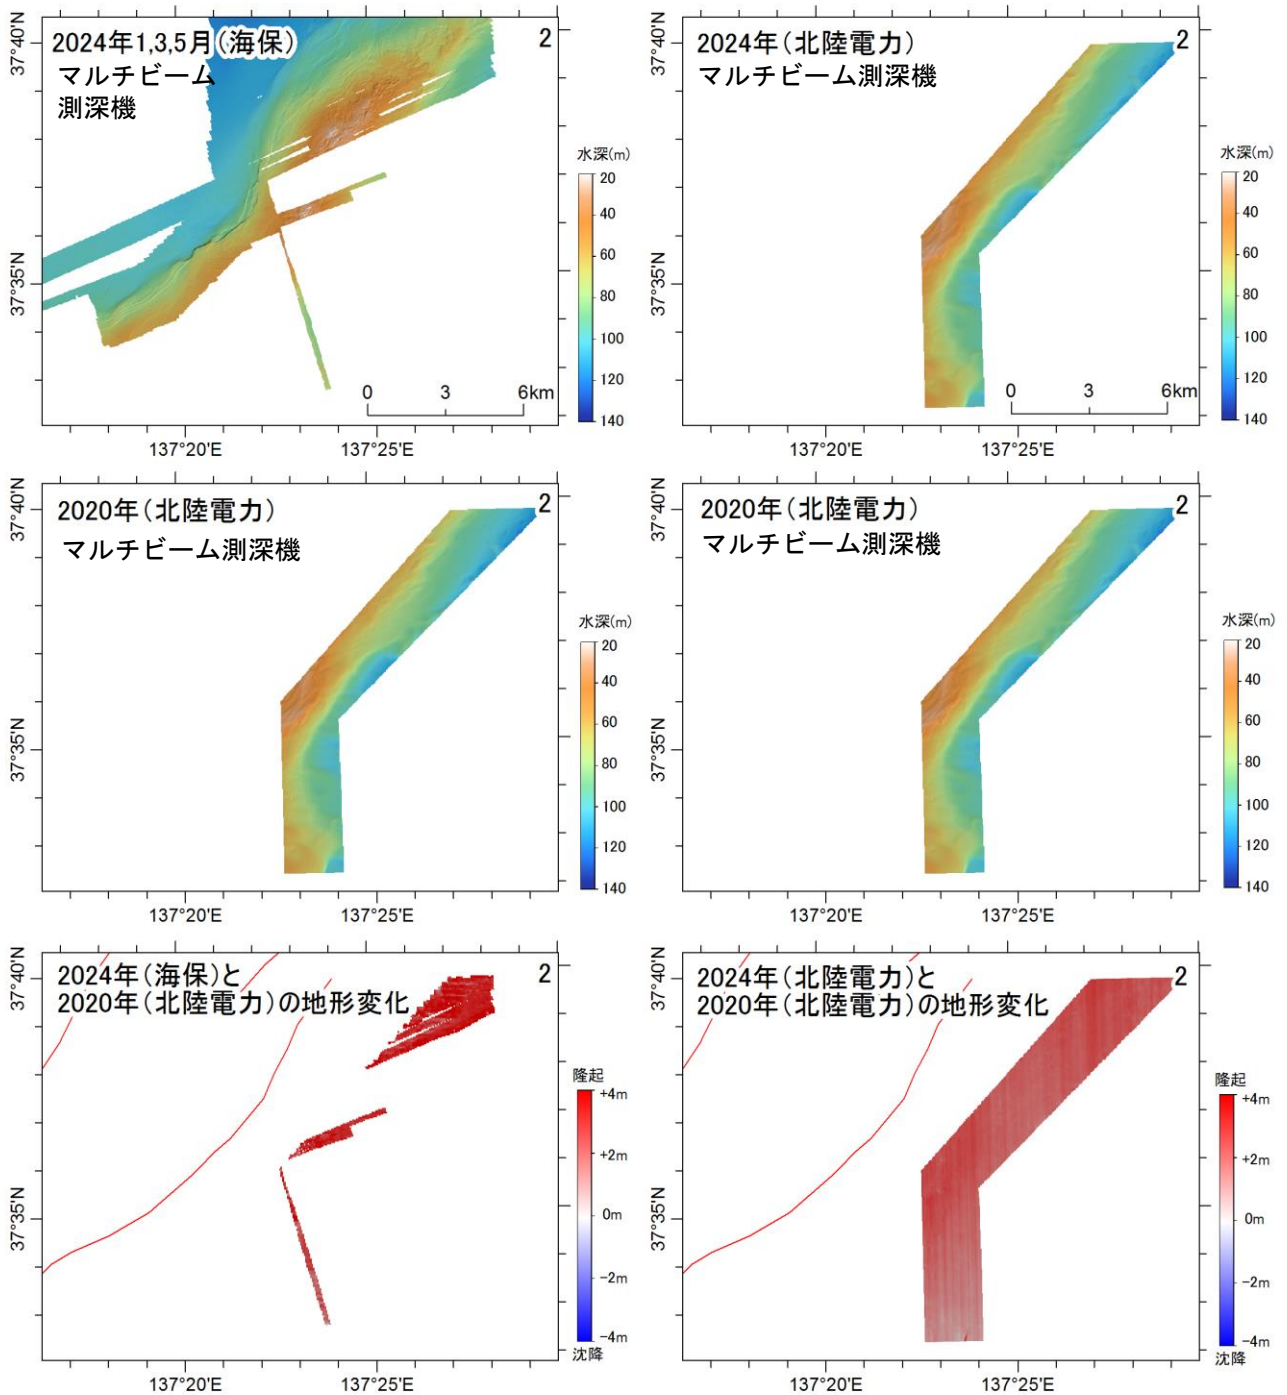 2024年1,3,5月(海保)
マルチビーム
測深機
2
水深(m)
20
40
60
80
100
120
140
0 3 6km
37°40'N
37°35'N
137°20'E 137°25'E
2024年(北陸電力)
マルチビーム測深機
2
水深(m)
20
40
60
80
100
120
140
0 3 6km
37°40'N
37°35'N
137°20'E 137°25'E
2020年(北陸電力)
マルチビーム測深機
2
水深(m)
20
40
60
80
100
120
140
37°40'N
37°35'N
137°20'E 137°25'E
2020年(北陸電力)
マルチビーム測深機
2
水深(m)
20
40
60
80
100
120
140
37°40'N
37°35'N
137°20'E 137°25'E
2024年(海保)と
2020年(北陸電力)の地形変化
2
隆起
+4m
+2m
0m
-2m
-4m
沈降
37°40'N
37°35'N
137°20'E 137°25'E
2024年(北陸電力)と
2020年(北陸電力)の地形変化
2
隆起
+4m
+2m
0m
-2m
-4m
沈降
37°40'N
37°35'N
137°20'E 137°25'E